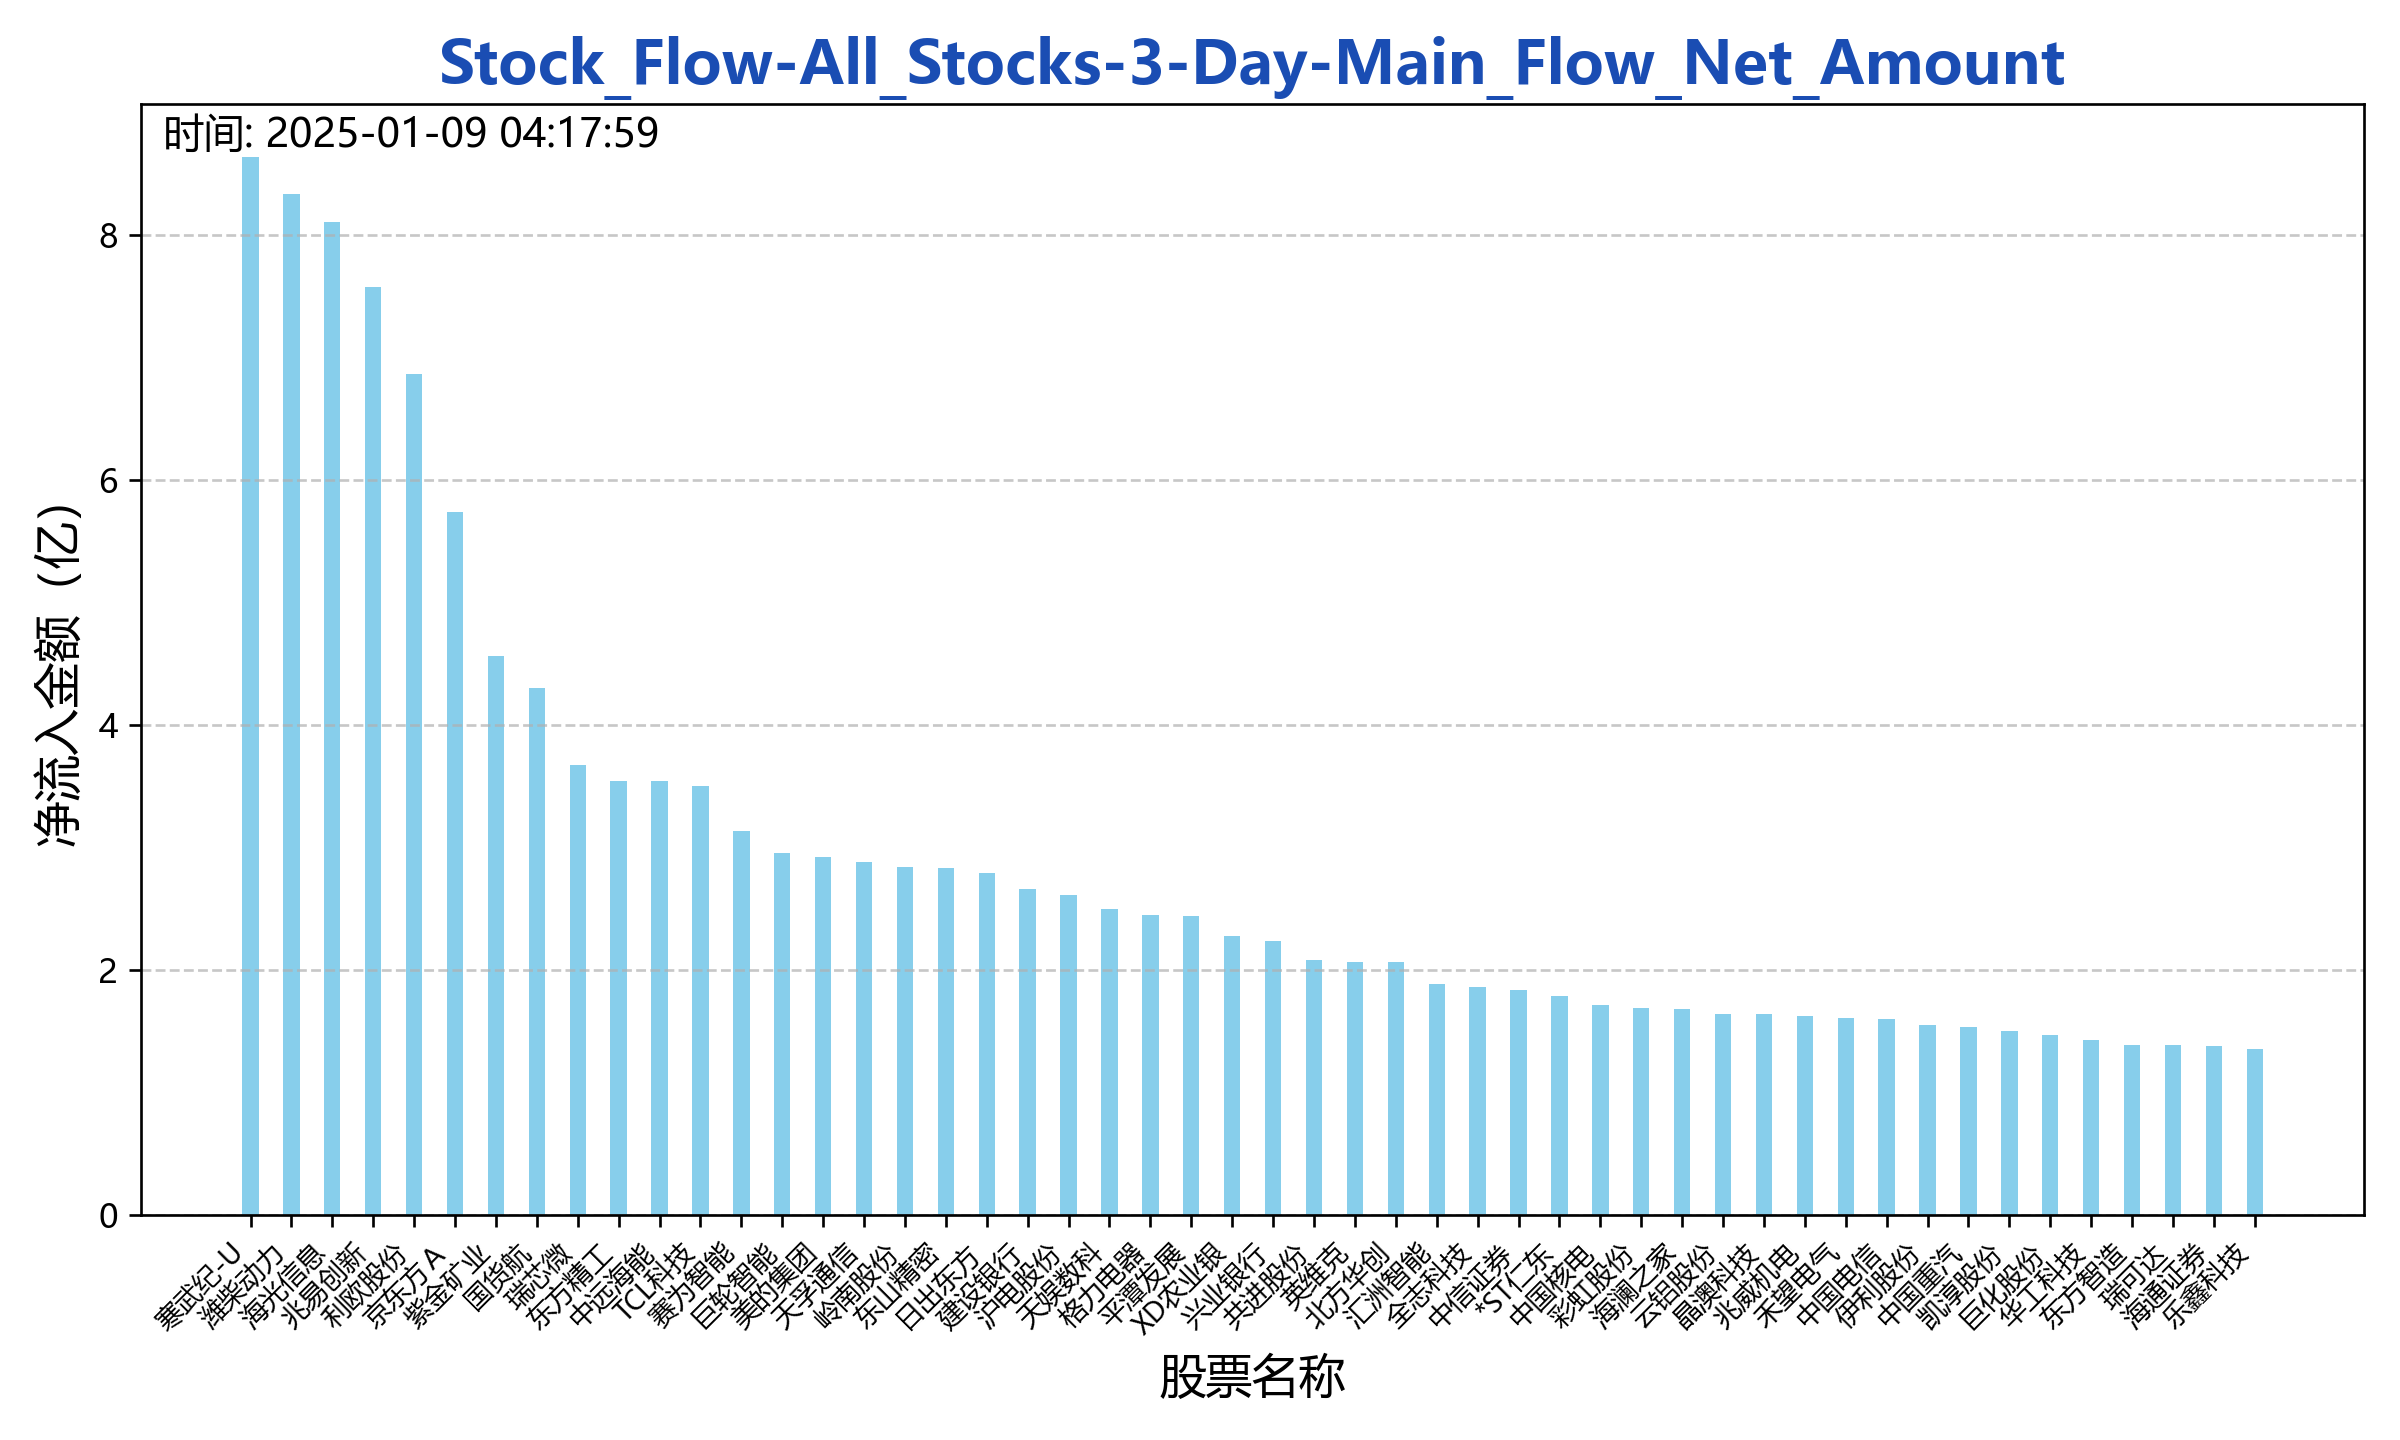 Stock_Flow-All_Stocks-3-Day-Main_Flow_Net_Amount
时间: 2025-01-09 04:17:59
净流入金额（亿）
8
6
4
2
0
寒武纪-U
潍柴动力
海光信息
兆易创新
利欧股份
京东方Ａ
紫金矿业
国货航
瑞芯微
东方精工
中远海能
TCL科技
赛为智能
巨轮智能
美的集团
天孚通信
岭南股份
东山精密
日出东方
建设银行
沪电股份
天娱数科
格力电器
平潭发展
XD农业银
兴业银行
共进股份
英维克
北方华创
汇洲智能
全志科技
中信证券
*ST仁东
中国核电
彩虹股份
海澜之家
云铝股份
晶澳科技
兆威机电
禾望电气
中国电信
伊利股份
中国重汽
凯淳股份
巨化股份
华工科技
东方智造
瑞可达
海通证券
乐鑫科技
股票名称